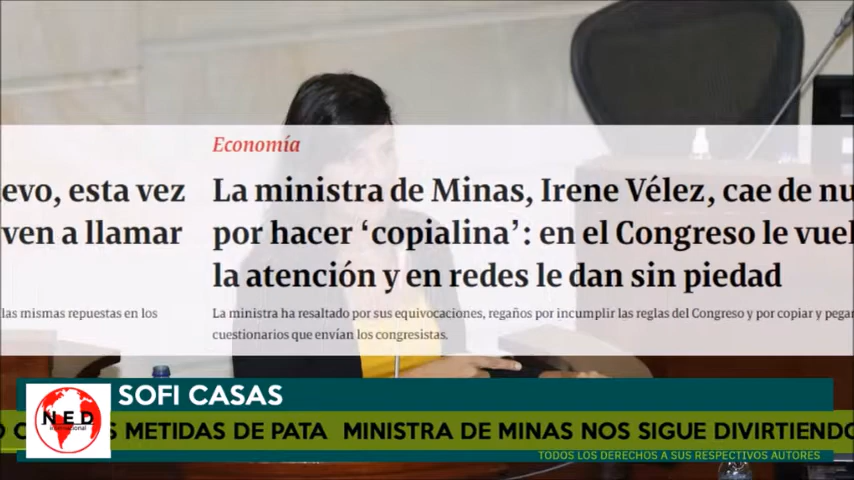 Economía
evo, esta vez
ven a llamar
las mismas repuestas en los
La ministra de Minas, Irene Vélez, cae de nu
por hacer ‘copialina’: en el Congreso le vuel
la atención y en redes le dan sin piedad
La ministra ha resaltado por sus equivocaciones, regaños por incumplir las reglas del Congreso y por copiar y pegar
cuestionarios que envían los congresistas.
SOFI CASAS
NED
International
S METIDAS DE PATA MINISTRA DE MINAS NOS SIGUE DIVIRTIENDO
TODOS LOS DERECHOS A SUS RESPECTIVOS AUTORES